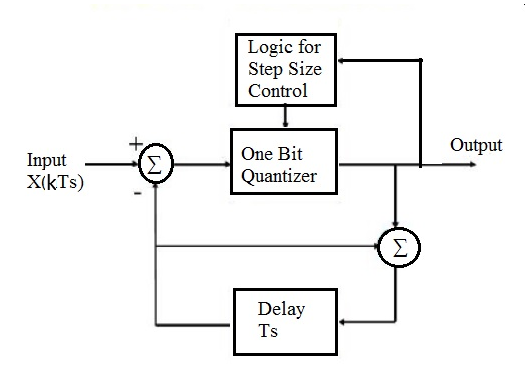 Logic for
Step Size
Control
+
Input
X(kTs)
Σ
-
One Bit
Quantizer
Output
Σ
Delay
Ts